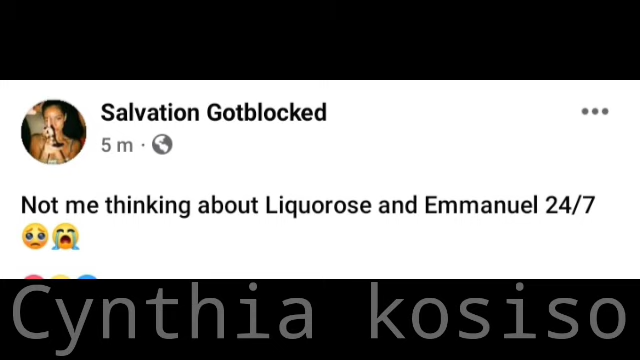 Salvation Gotblocked
5 m ·
Not me thinking about Liquorose and Emmanuel 24/7
🥺😭
Cynthia kosiso